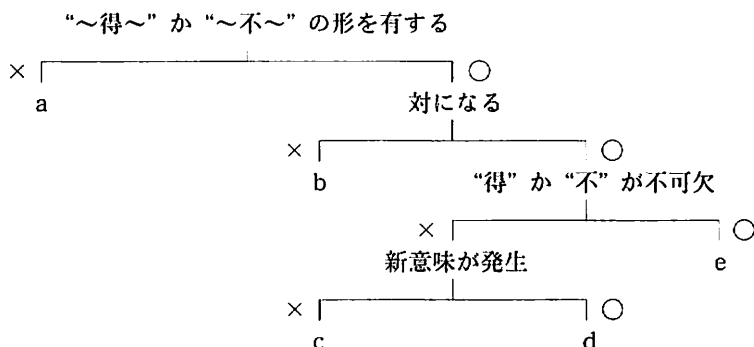 “～得～” か “～不～” の形を有する
× ○
a 対になる
× ○
b “得” か “不” が不可欠
× ○
新意味が発生 e
× ○
c d